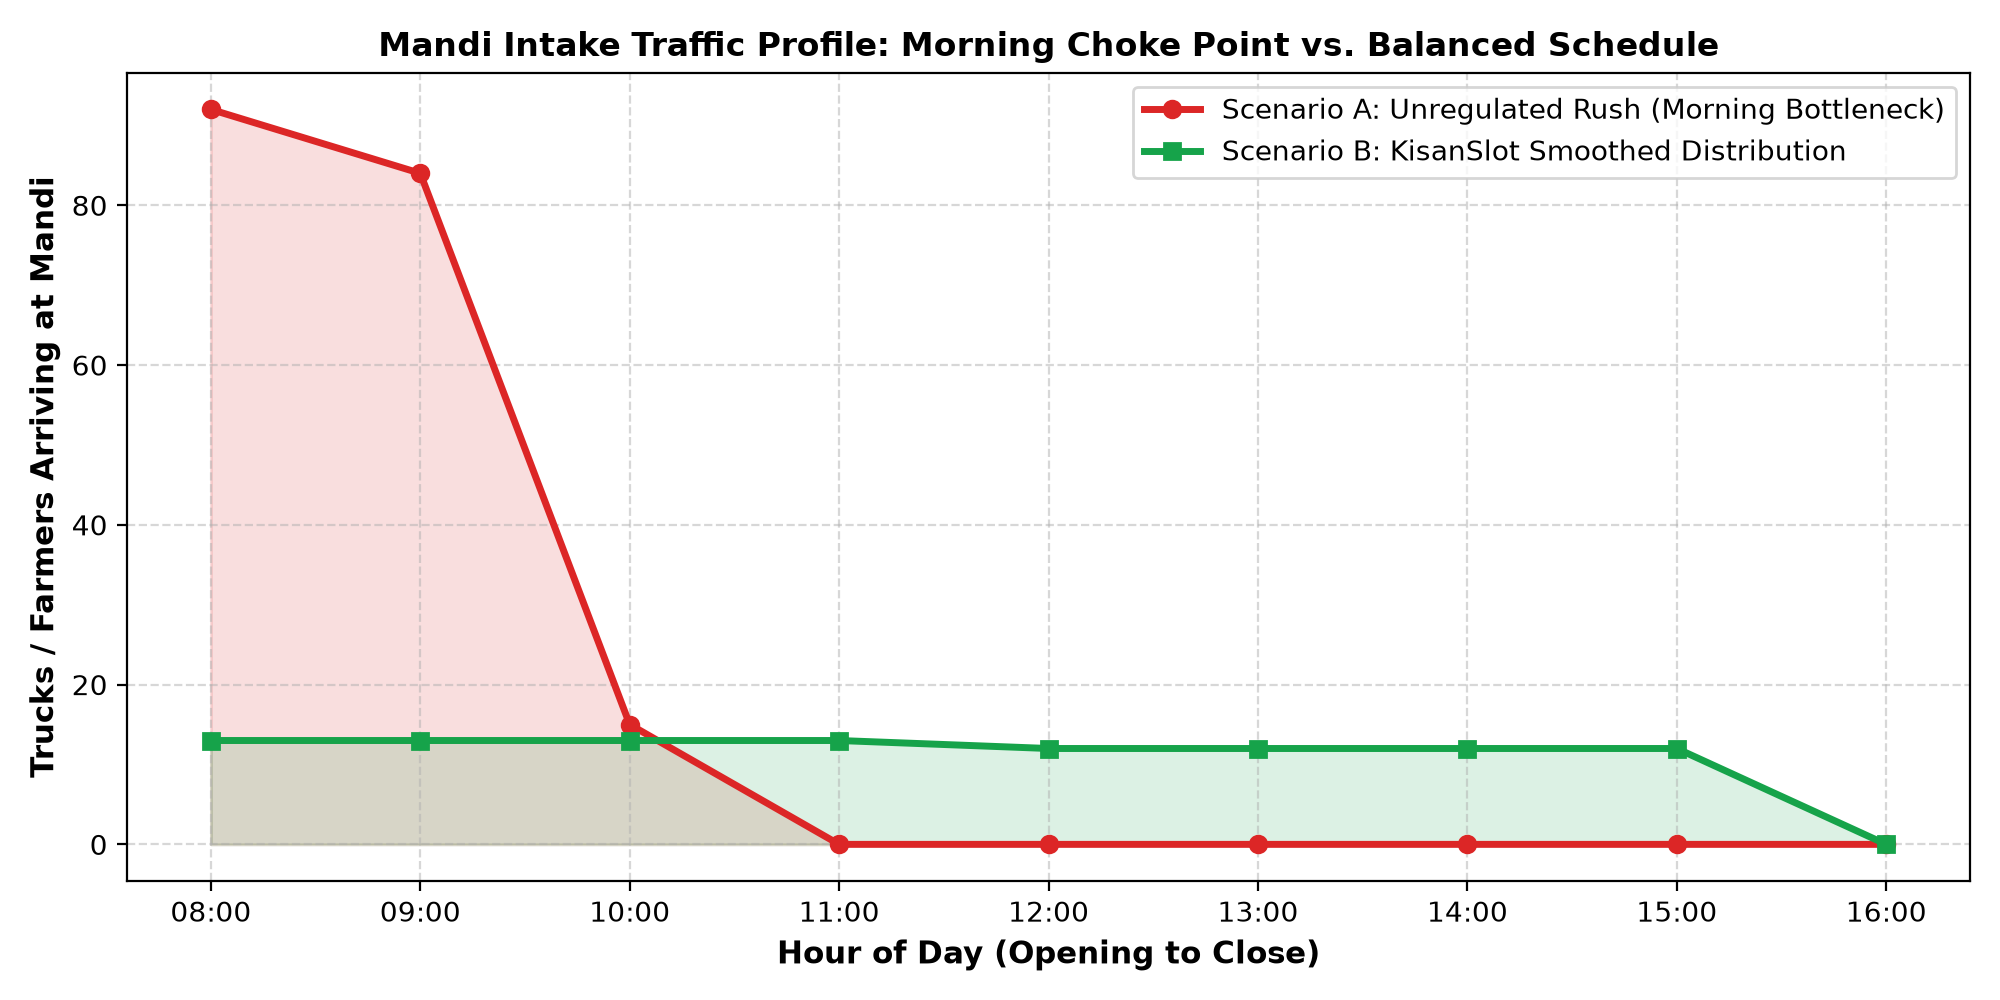 Mandi Intake Traffic Profile: Morning Choke Point vs. Balanced Schedule
Scenario A: Unregulated Rush (Morning Bottleneck)
Scenario B: KisanSlot Smoothed Distribution
Trucks / Farmers Arriving at Mandi
80
60
40
20
0
08:00 09:00 10:00 11:00 12:00 13:00 14:00 15:00 16:00
Hour of Day (Opening to Close)